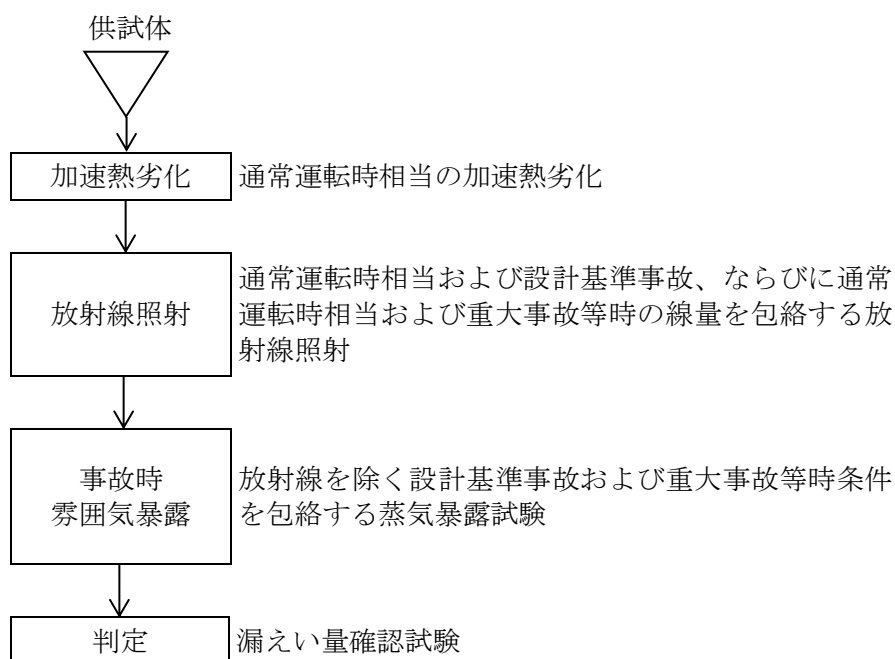 供試体
加速熱劣化
通常運転時相当の加速熱劣化
放射線照射
通常運転時相当および設計基準事故、ならびに通常
運転時相当および重大事故等時の線量を包絡する放
射線照射
事故時
雰囲気暴露
放射線を除く設計基準事故および重大事故等時条件
を包絡する蒸気暴露試験
判定
漏えい量確認試験